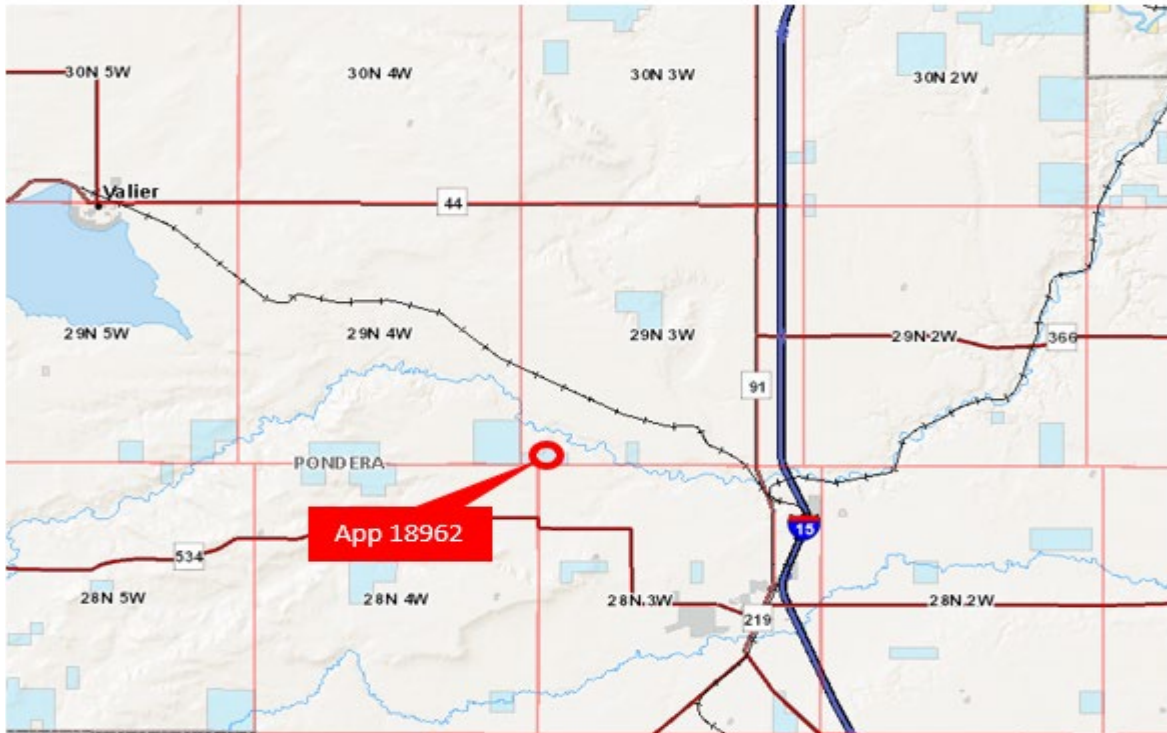 30N 5W
30N 4W
30N 3W
30N 2W
Valier
44
29N 5W
29N 4W
29N 3W
29N 2W
366
91
PONDERA
App 18962
15
534
28N 5W
28N 4W
28N 3W
28N 2W
219